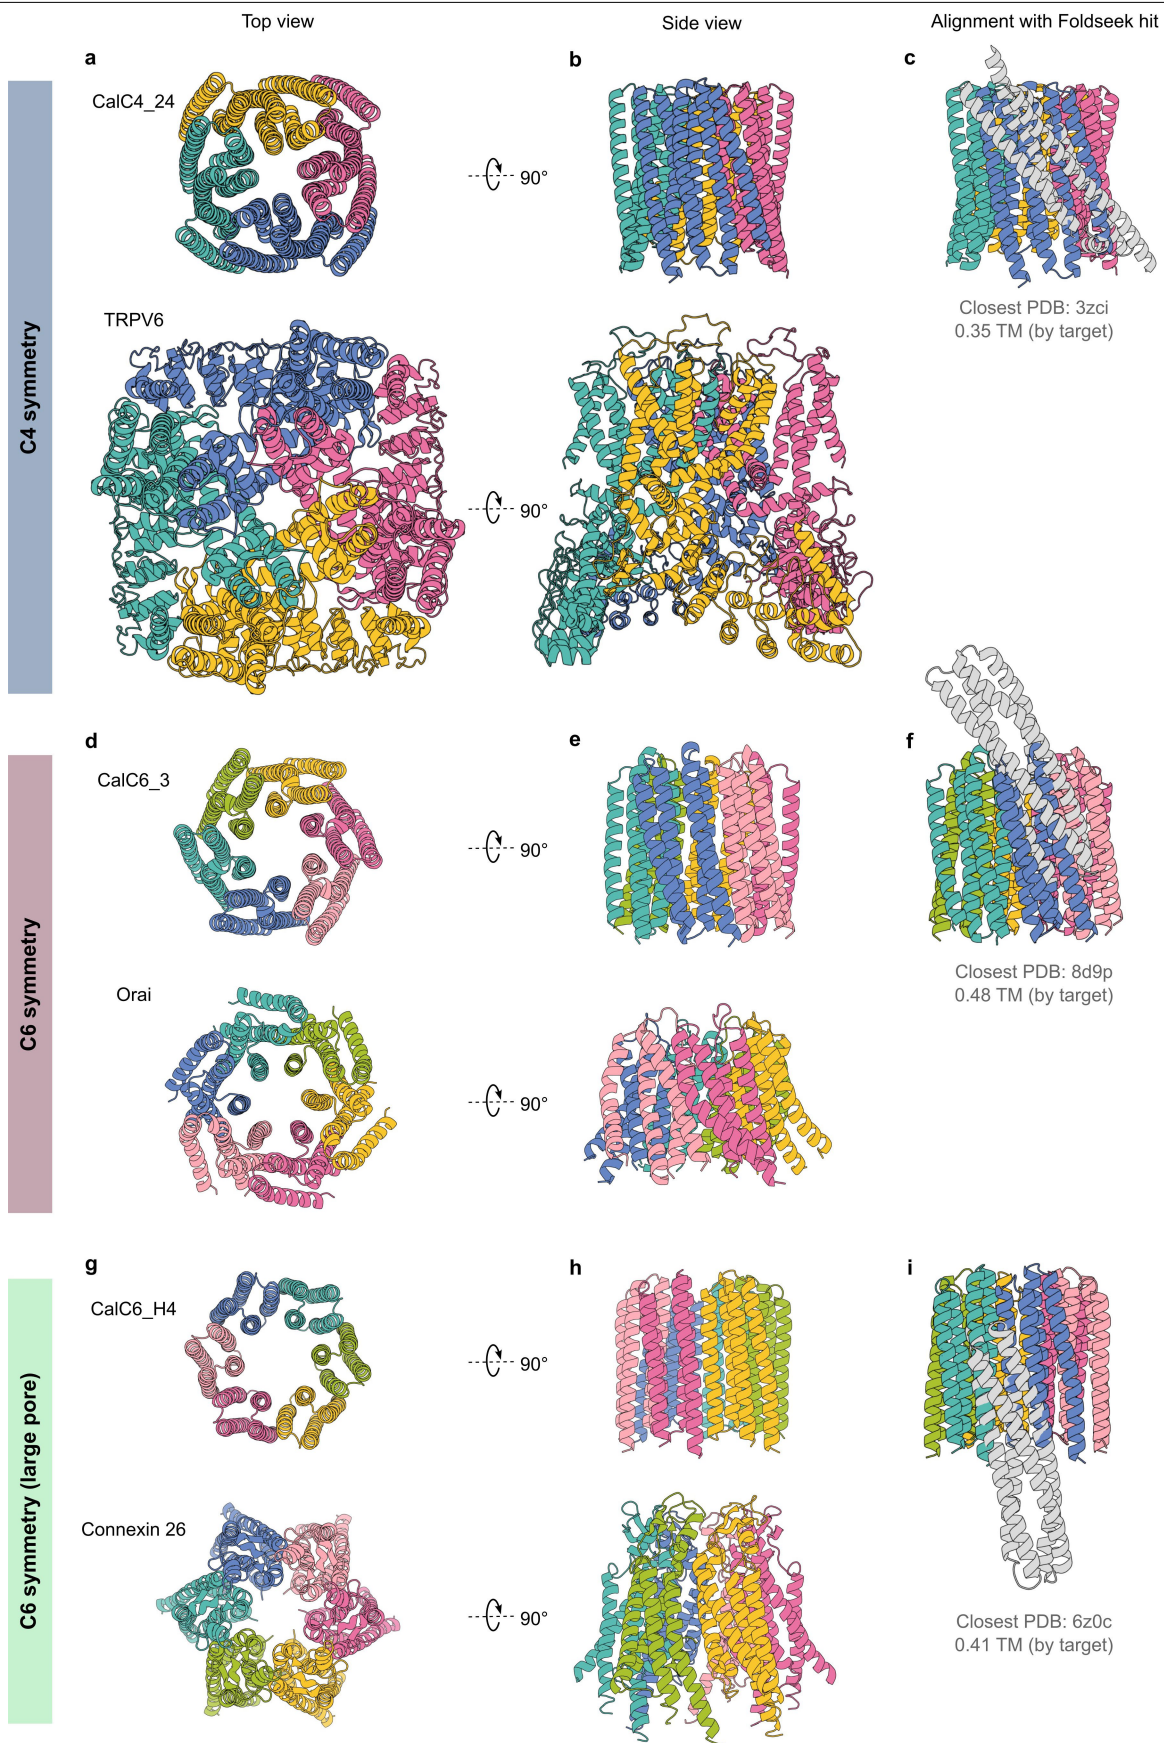 Top view
Side view
Alignment with Foldseek hit
C4 symmetry
a
CalC4_24
90°
b
c
Closest PDB: 3zci
0.35 TM (by target)
TRPV6
90°
C6 symmetry
d
CalC6_3
90°
e
f
Closest PDB: 8d9p
0.48 TM (by target)
Orai
90°
C6 symmetry (large pore)
g
CalC6_H4
90°
h
i
Connexin 26
90°
Closest PDB: 6z0c
0.41 TM (by target)